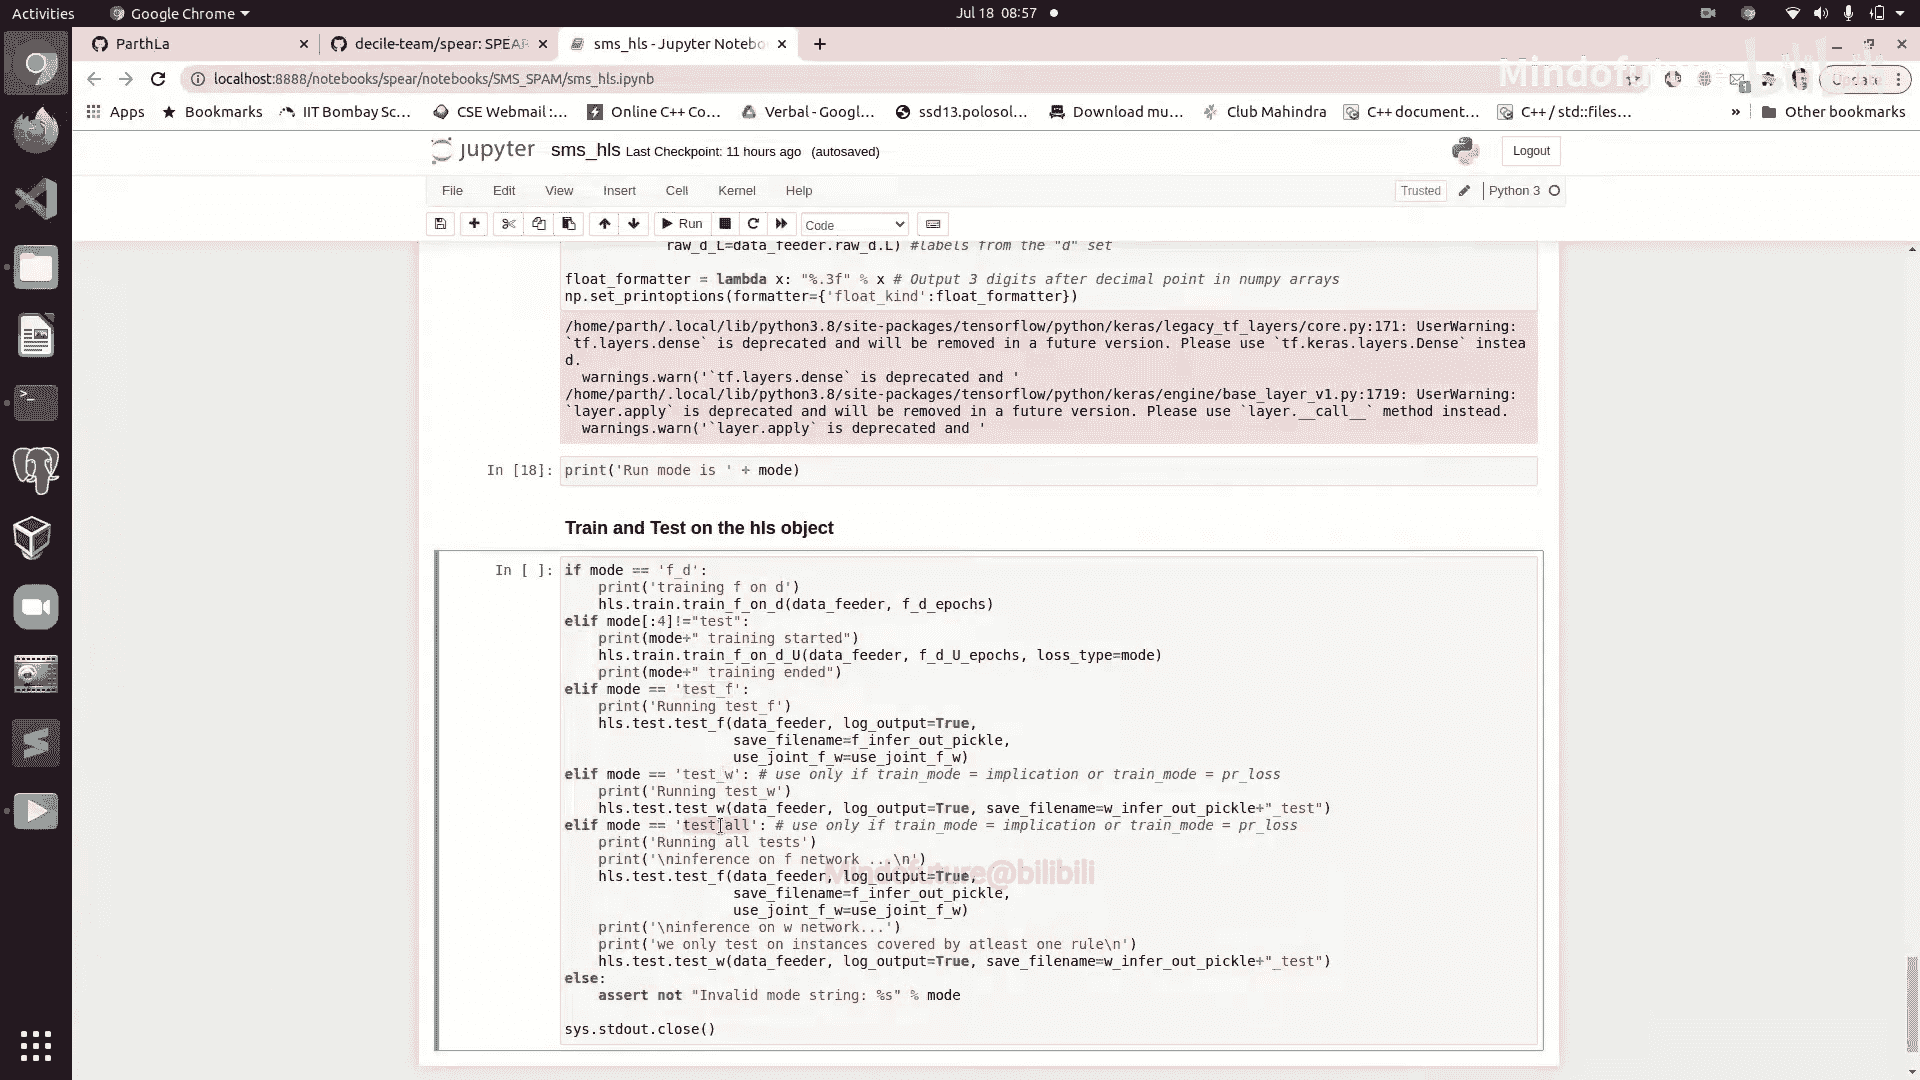 Activities
Google Chrome
Jul 18 08:57
ParthLa
decile-team/spear: SPEAR
sms_hls - Jupyter Notebo
localhost:8888/notebooks/spear/notebooks/SMS_SPAM/sms_hls.ipynb
Mindofuture
Update
Apps
Bookmarks
IIT Bombay Sc...
CSE Webmail :...
Online C++ Co...
Verbal - Googl...
ssd13.polosol...
Download mu...
Club Mahindra
C++ document...
C++ / std::files...
»
Other bookmarks
jupyter
sms_hls Last Checkpoint: 11 hours ago (autosaved)
Logout
File Edit View Insert Cell Kernel Help
Trusted
Python 3
Run
Code
raw_d_L=data_feeder.raw_d.L) #labels from the "d" set
float_formatter = lambda x: "%.3f" % x # Output 3 digits after decimal point in numpy arrays
np.set_printoptions(formatter={'float_kind':float_formatter})
/home/parth/.local/lib/python3.8/site-packages/tensorflow/python/keras/legacy_tf_layers/core.py:171: UserWarning:
`tf.layers.dense` is deprecated and will be removed in a future version. Please use `tf.keras.layers.Dense` instea
d.
warnings.warn('`tf.layers.dense` is deprecated and '
/home/parth/.local/lib/python3.8/site-packages/tensorflow/python/keras/engine/base_layer_v1.py:1719: UserWarning:
`layer.apply` is deprecated and will be removed in a future version. Please use `layer.__call__` method instead.
warnings.warn('`layer.apply` is deprecated and '
In [18]: print('Run mode is ' + mode)
Train and Test on the hls object
In [ ]: if mode == 'f_d':
print('training f on d')
hls.train.train_f_on_d(data_feeder, f_d_epochs)
elif mode[:4]!="test":
print(mode+" training started")
hls.train.train_f_on_d_U(data_feeder, f_d_U_epochs, loss_type=mode)
print(mode+" training ended")
elif mode == 'test_f':
print('Running test_f')
hls.test.test_f(data_feeder, log_output=True,
save_filename=f_infer_out_pickle,
use_joint_f_w=use_joint_f_w)
elif mode == 'test_w': # use only if train_mode = implication or train_mode = pr_loss
print('Running test_w')
hls.test.test_w(data_feeder, log_output=True, save_filename=w_infer_out_pickle+"_test")
elif mode == 'test_all': # use only if train_mode = implication or train_mode = pr_loss
print('Running all tests')
print('\ninference on f network ...\n')
hls.test.test_f(data_feeder, log_output=True,
save_filename=f_infer_out_pickle,
use_joint_f_w=use_joint_f_w)
print('\ninference on w network...')
print('we only test on instances covered by atleast one rule\n')
hls.test.test_w(data_feeder, log_output=True, save_filename=w_infer_out_pickle+"_test")
else:
assert not "Invalid mode string: %s" % mode
sys.stdout.close()
Mindofuture@bilibili